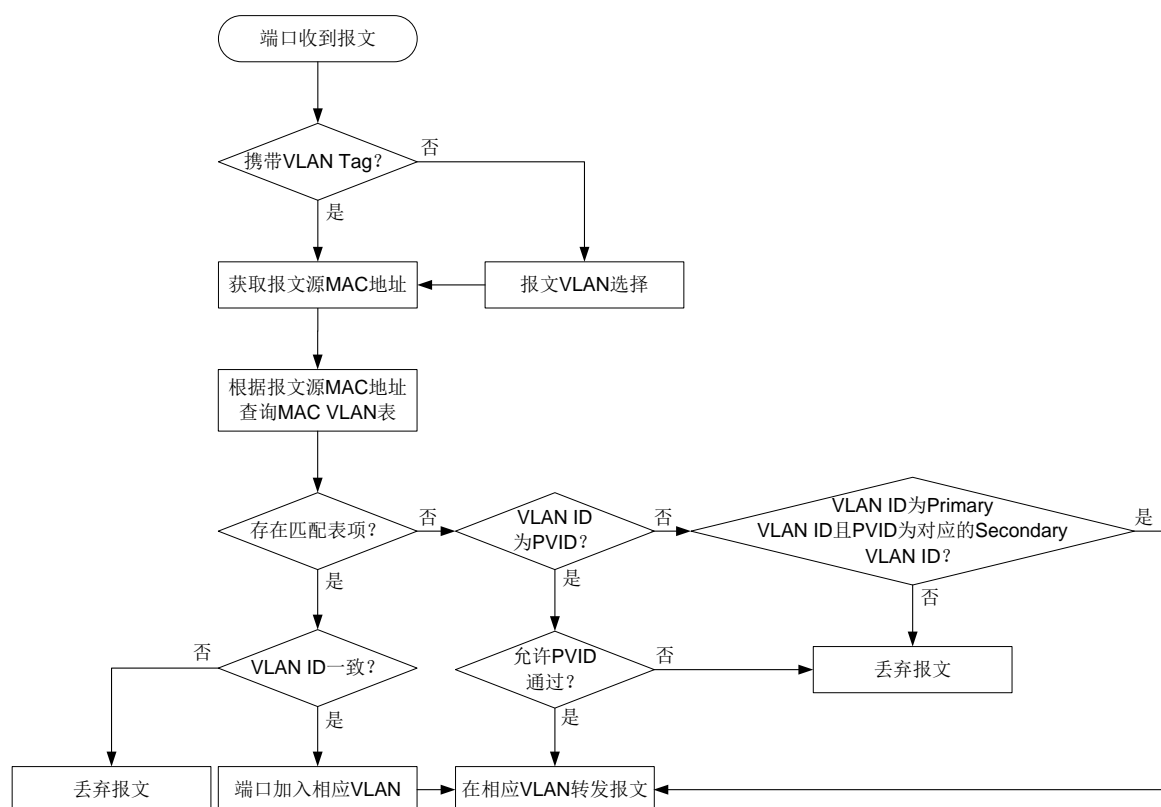 端口收到报文
携带VLAN Tag？
否
是
获取报文源MAC地址
报文VLAN选择
根据报文源MAC地址
查询MAC VLAN表
存在匹配表项？
否
VLAN ID
为PVID？
否
VLAN ID为Primary
VLAN ID且PVID为对应的Secondary
VLAN ID？
是
是
是
否
否
VLAN ID一致？
允许PVID
通过？
否
丢弃报文
是
是
丢弃报文
端口加入相应VLAN
在相应VLAN转发报文